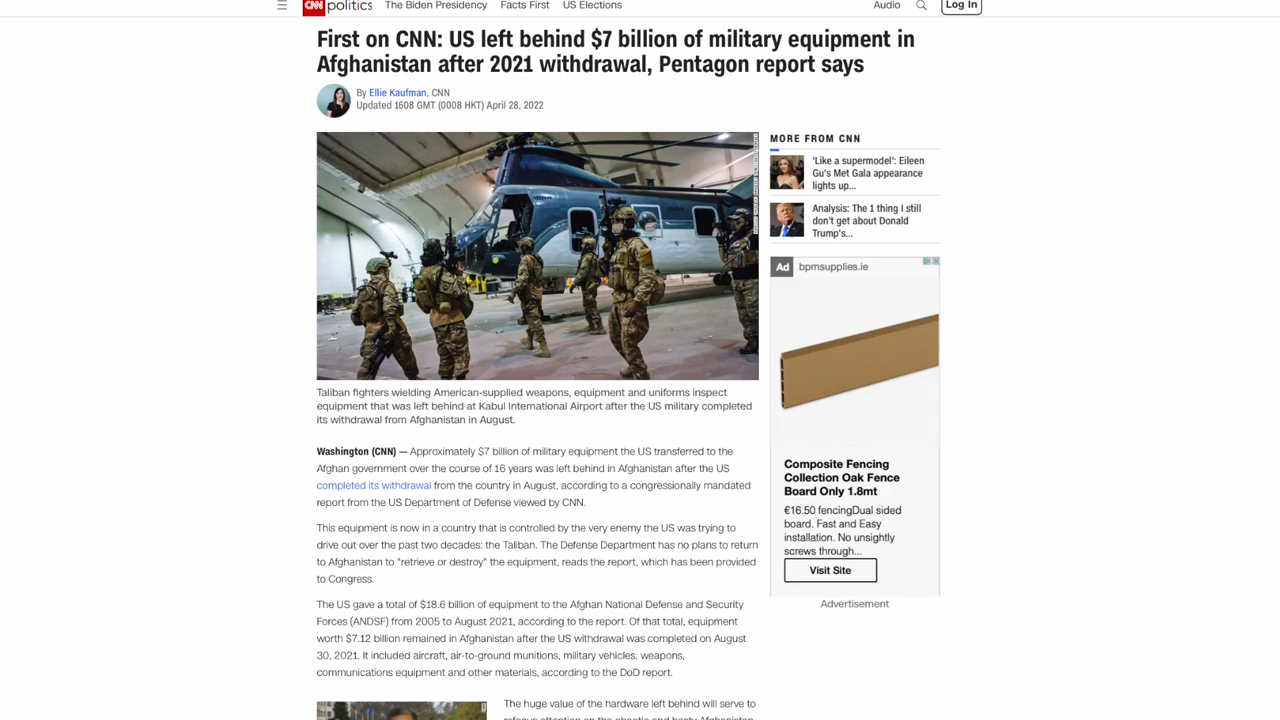 CNN politics The Biden Presidency Facts First US Elections Audio Log In
First on CNN: US left behind $7 billion of military equipment in
Afghanistan after 2021 withdrawal, Pentagon report says
By Ellie Kaufman, CNN
Updated 1608 GMT (0008 HKT) April 28, 2022
Taliban fighters wielding American-supplied weapons, equipment and uniforms inspect
equipment that was left behind at Kabul International Airport after the US military completed
its withdrawal from Afghanistan in August.
Washington (CNN) — Approximately $7 billion of military equipment the US transferred to the
Afghan government over the course of 16 years was left behind in Afghanistan after the US
completed its withdrawal from the country in August, according to a congressionally mandated
report from the US Department of Defense viewed by CNN.
This equipment is now in a country that is controlled by the very enemy the US was trying to
drive out over the past two decades: the Taliban. The Defense Department has no plans to return
to Afghanistan to "retrieve or destroy" the equipment, reads the report, which has been provided
to Congress.
The US gave a total of $18.6 billion of equipment to the Afghan National Defense and Security
Forces (ANDSF) from 2005 to August 2021, according to the report. Of that total, equipment
worth $7.12 billion remained in Afghanistan after the US withdrawal was completed on August
30, 2021. It included aircraft, air-to-ground munitions, military vehicles, weapons,
communications equipment and other materials, according to the DoD report.
The huge value of the hardware left behind will serve to
refocus attention on the chaotic and hasty Afghanistan
MORE FROM CNN
'Like a supermodel': Eileen
Gu's Met Gala appearance
lights up...
Analysis: The 1 thing I still
don't get about Donald
Trump's...
Ad bpmsupplies.ie
Composite Fencing
Collection Oak Fence
Board Only 1.8mt
€16.50 fencingDual sided
board. Fast and Easy
installation. No unsightly
screws through...
Visit Site
Advertisement